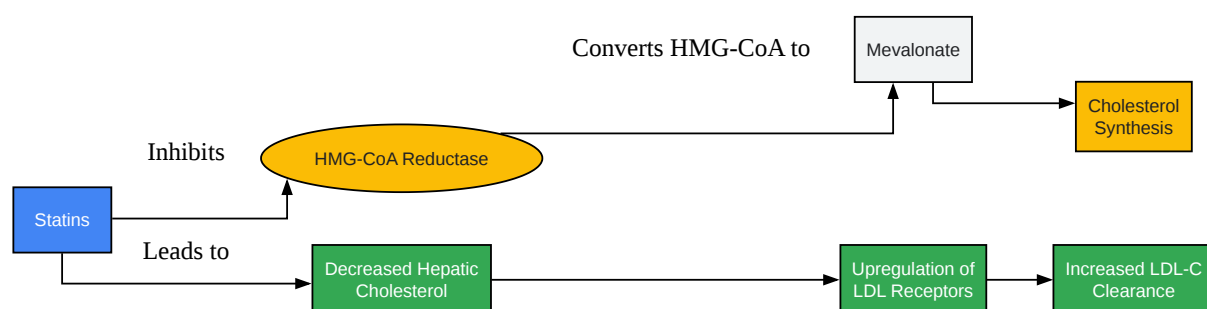 Converts HMG-CoA to
Mevalonate
Cholesterol
Synthesis
Inhibits
HMG-CoA Reductase
Statins
Leads to
Decreased Hepatic
Cholesterol
Upregulation of
LDL Receptors
Increased LDL-C
Clearance